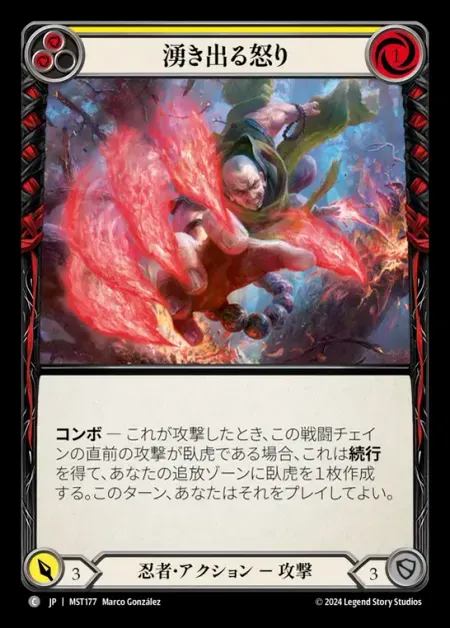 湧き出る怒り
1
コンボ ― これが攻撃したとき、この戦闘チェイ
ンの直前の攻撃が臥虎である場合、これは続行
を得て、あなたの追放ゾーンに臥虎を1枚作成
する。このターン、あなたはそれをプレイしてよい。
3
忍者・アクション ― 攻撃
3
C JP | MST177 Marco González
© 2024 Legend Story Studios